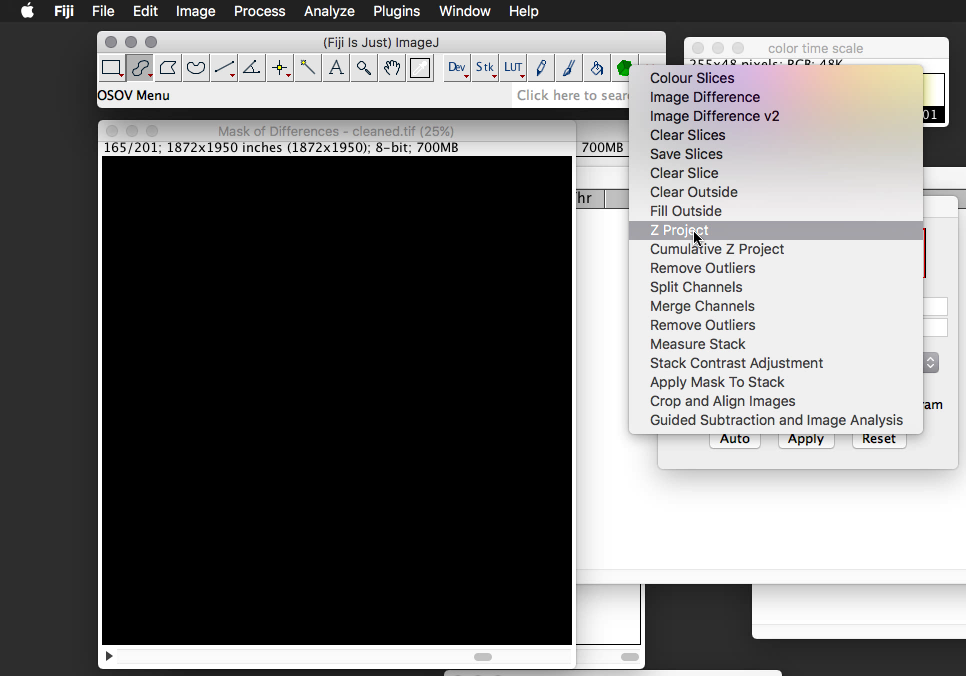 Fiji File Edit Image Process Analyze Plugins Window Help
(Fiji Is Just) ImageJ
color time scale
255x48 pixels; RGB; 48K
Dev Stk LUT
OSOV Menu
Click here to sear
01
Mask of Differences - cleaned.tif (25%)
165/201; 1872x1950 inches (1872x1950); 8-bit; 700MB
700MB
hr
Colour Slices
Image Difference
Image Difference v2
Clear Slices
Save Slices
Clear Slice
Clear Outside
Fill Outside
Z Project
Cumulative Z Project
Remove Outliers
Split Channels
Merge Channels
Remove Outliers
Measure Stack
Stack Contrast Adjustment
Apply Mask To Stack
Crop and Align Images
Guided Subtraction and Image Analysis
am
Auto Apply Reset